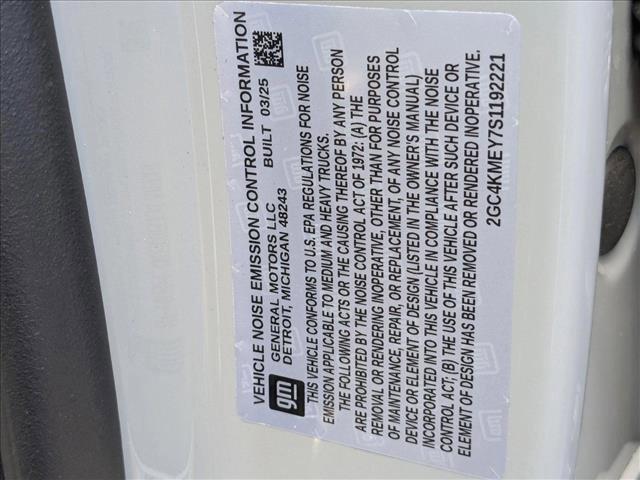 VEHICLE NOISE EMISSION CONTROL INFORMATION
gm
GENERAL MOTORS LLC
DETROIT, MICHIGAN 48243
BUILT 03/25
THIS VEHICLE CONFORMS TO U.S. EPA REGULATIONS FOR NOISE
EMISSION APPLICABLE TO MEDIUM AND HEAVY TRUCKS.
THE FOLLOWING ACTS OR THE CAUSING THEREOF BY ANY PERSON
ARE PROHIBITED BY THE NOISE CONTROL ACT OF 1972: (A) THE
REMOVAL OR RENDERING INOPERATIVE, OTHER THAN FOR PURPOSES
OF MAINTENANCE, REPAIR, OR REPLACEMENT, OF ANY NOISE CONTROL
DEVICE OR ELEMENT OF DESIGN (LISTED IN THE OWNER'S MANUAL)
INCORPORATED INTO THIS VEHICLE IN COMPLIANCE WITH THE NOISE
CONTROL ACT; (B) THE USE OF THIS VEHICLE AFTER SUCH DEVICE OR
ELEMENT OF DESIGN HAS BEEN REMOVED OR RENDERED INOPERATIVE.
2GC4KMEY7S1192221